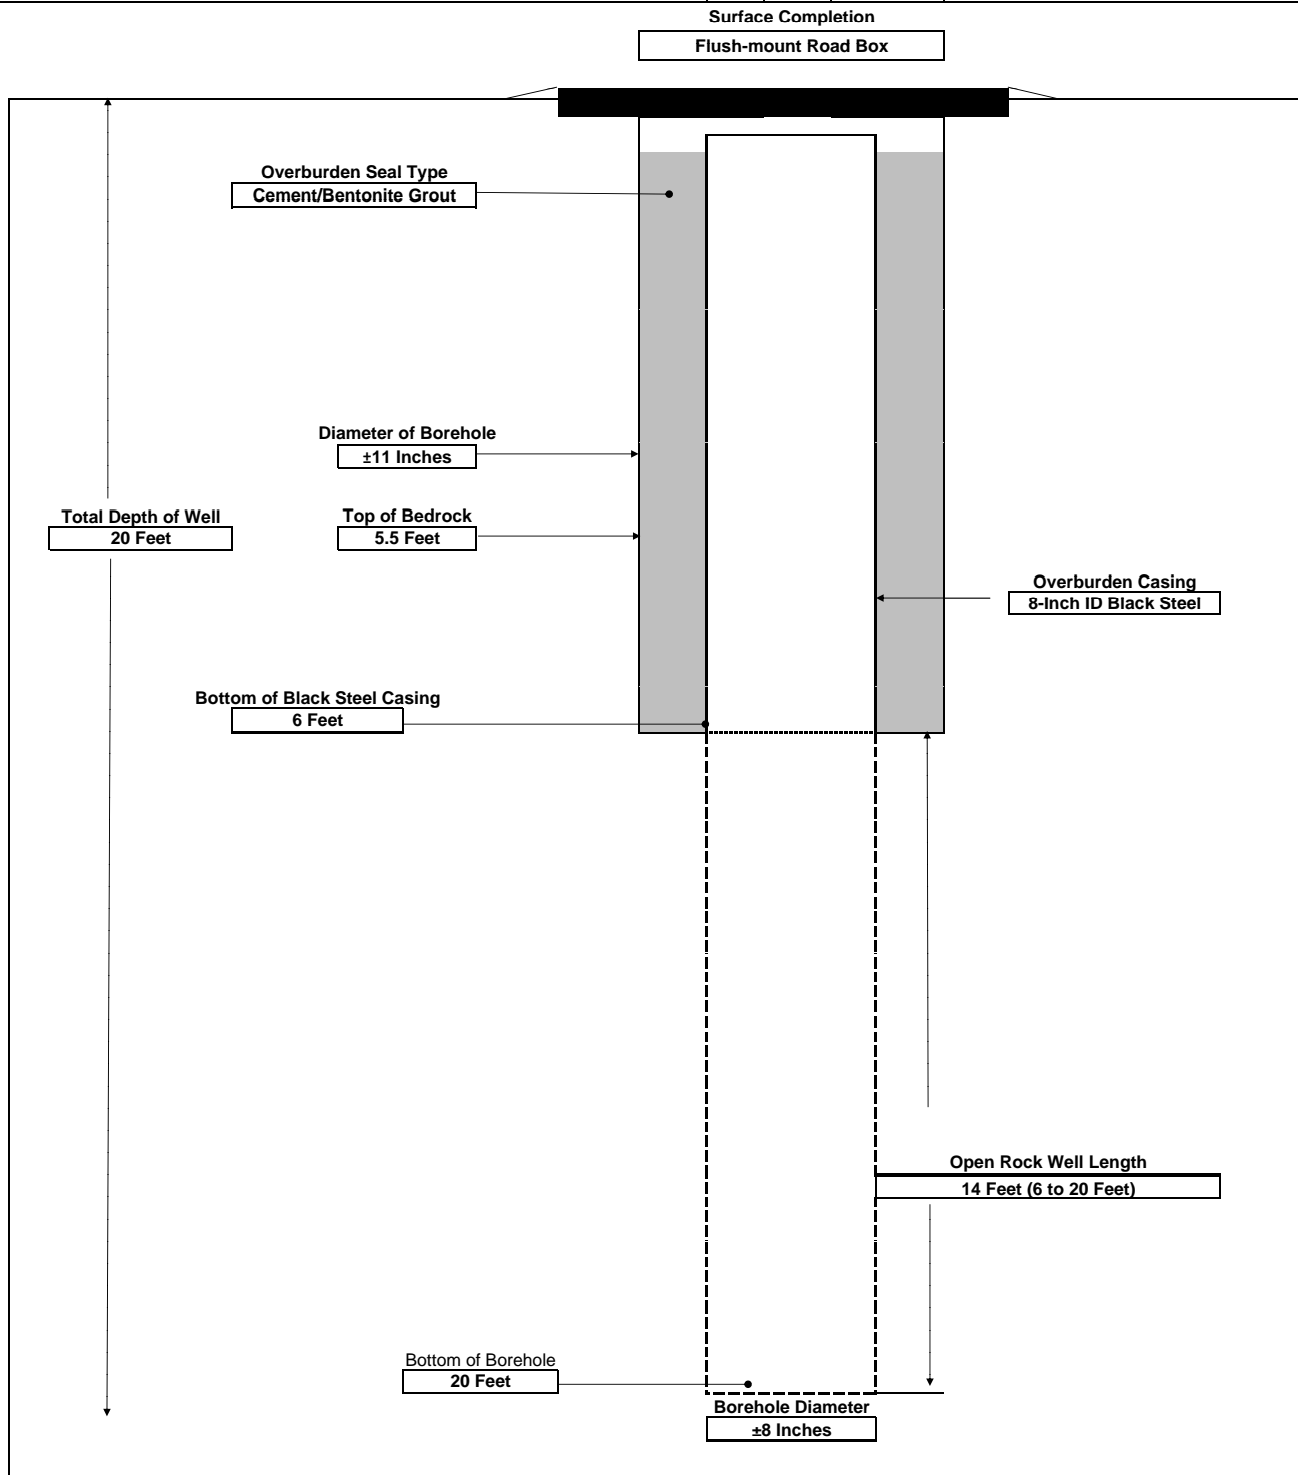 Surface Completion
Flush-mount Road Box
Overburden Seal Type
Cement/Bentonite Grout
Diameter of Borehole
±11 Inches
Total Depth of Well
20 Feet
Top of Bedrock
5.5 Feet
Overburden Casing
8-Inch ID Black Steel
Bottom of Black Steel Casing
6 Feet
Open Rock Well Length
14 Feet (6 to 20 Feet)
Bottom of Borehole
20 Feet
Borehole Diameter
±8 Inches